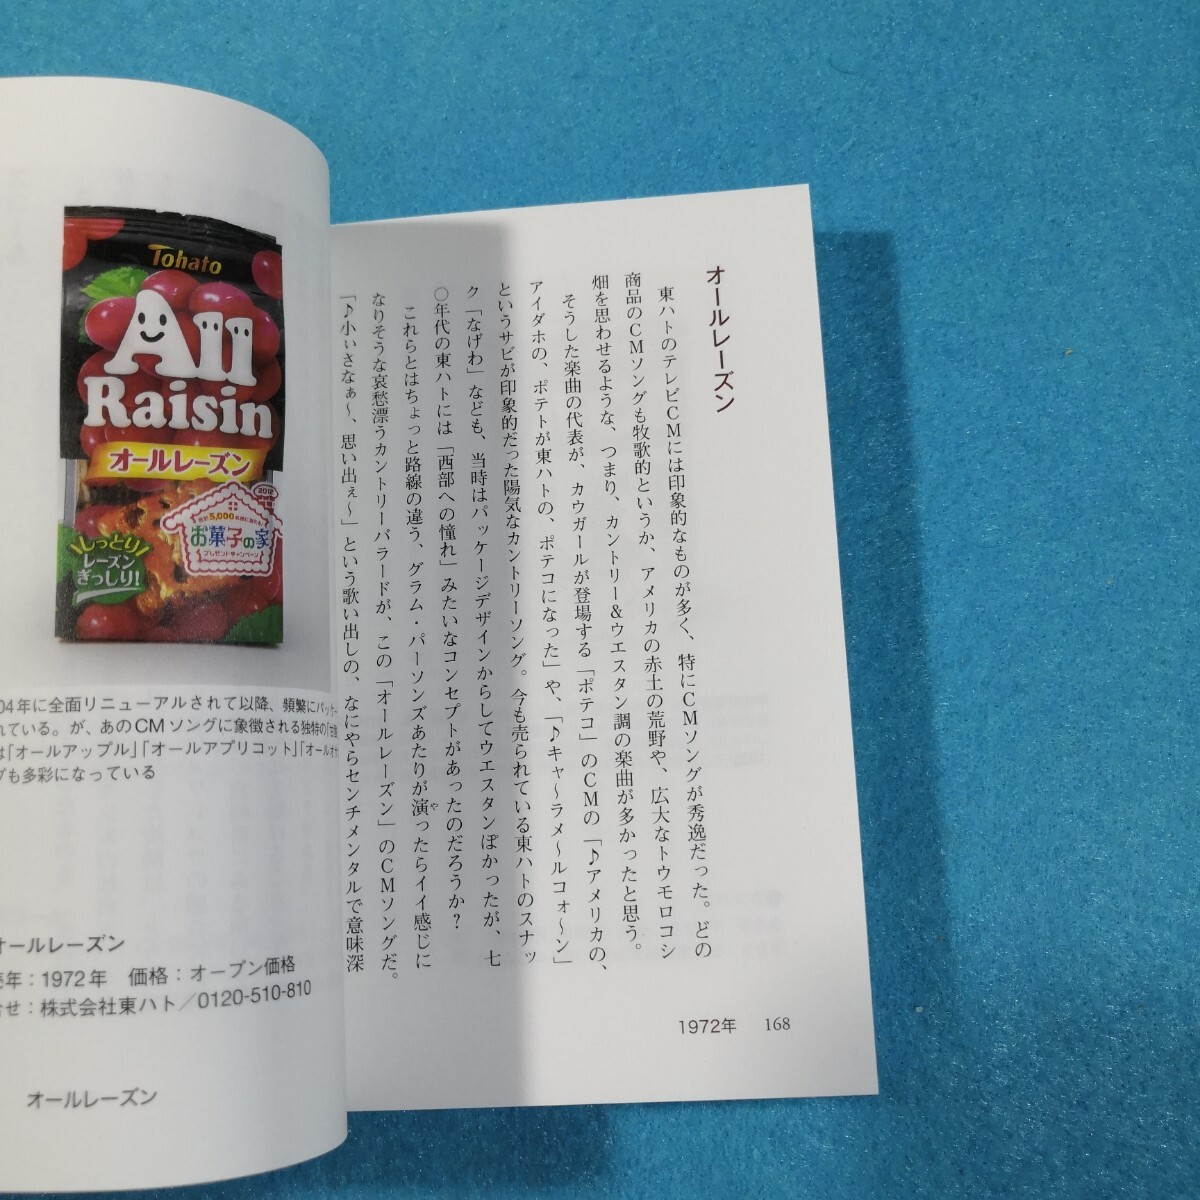 オールレーズン
東ハトのテレビCMには印象的なものが多く、特にCMソングが秀逸だった。どの
商品のCMソングも牧歌的というか、アメリカの赤土の荒野や、広大なトウモロコシ
畑を思わせるような、つまり、カントリー&ウエスタン調の楽曲が多かったと思う。
そうした楽曲の代表が、カウガールが登場する「ポテコ」のCMの「♪アメリカの、
アイダホの、ポテトが東ハトの、ポテコになった」や、「♪キャ〜ラメ〜ルコォ〜ン」
というサビが印象的だった陽気なカントリーソング。今も売られている東ハトのスナッ
ク「なげわ」なども、当時はパッケージデザインからしてウエスタンぽかったが、七
〇年代の東ハトには「西部への憧れ」みたいなコンセプトがあったのだろうか?
これらとはちょっと路線の違う、グラム・パーソンズあたりが演ったらイイ感じに
や
なりそうな哀愁漂うカントリーバラードが、この「オールレーズン」のCMソングだ。
「♪小ぃさなぁ〜、思い出ぇ〜」という歌い出しの、なにやらセンチメンタルで意味深
1972年 168
Tohato
All
Raisin
オールレーズン
2012
5,000
お菓子の家
プレゼントキャンペーン
しっとり
レーズン
ぎっしり!
04年に全面リニューアルされて以降、頻繁にパッケー
れている。が、あのCMソングに象徴される独特の「
は「オールアップル」「オールアプリコット」「オールオ
プも多彩になっている
オールレーズン
売年:1972年 価格:オープン価格
合せ:株式会社東ハト/0120-510-810
オールレーズン